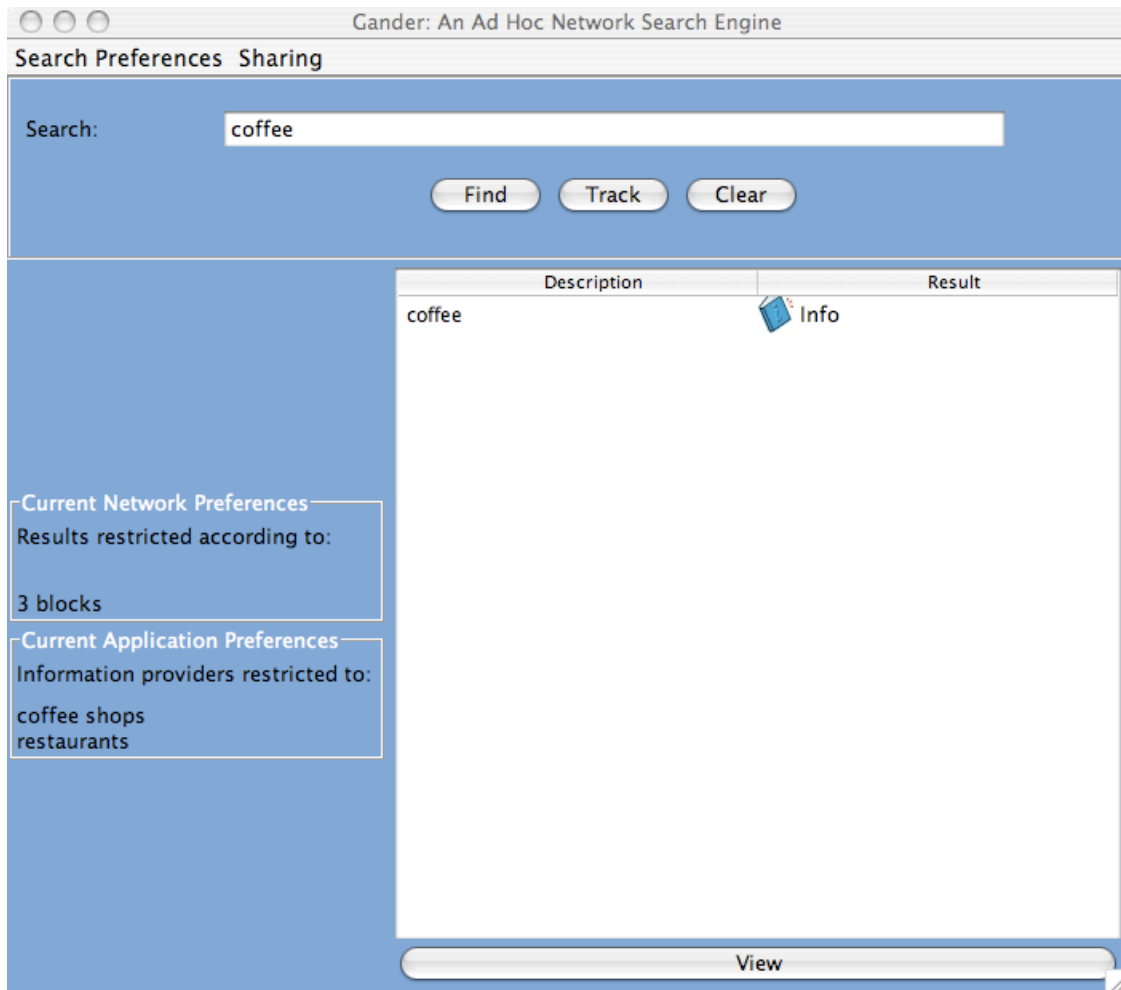 Gander: An Ad Hoc Network Search Engine
Search Preferences Sharing
Search: coffee
Find Track Clear
Description Result
coffee Info
Current Network Preferences
Results restricted according to:
3 blocks
Current Application Preferences
Information providers restricted to:
coffee shops
restaurants
View